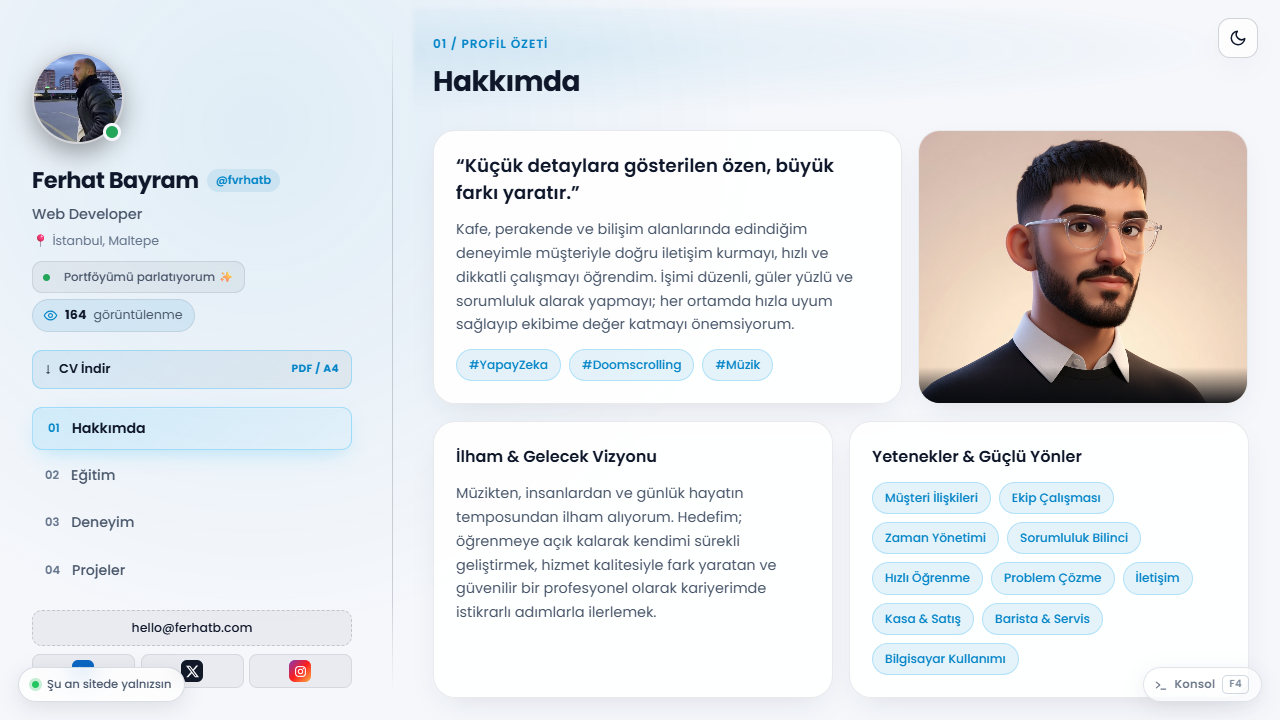 Ferhat Bayram @fvrhatb
Web Developer
📍 İstanbul, Maltepe
Portföyümü parlatıyorum ✨
164 görüntülenme
↓ CV İndir PDF / A4
01 Hakkımda
02 Eğitim
03 Deneyim
04 Projeler
hello@ferhatb.com
Şu an sitede yalnızsın
01 / PROFİL ÖZETİ
Hakkımda
“Küçük detaylara gösterilen özen, büyük
farkı yaratır.”
Kafe, perakende ve bilişim alanlarında edindiğim
deneyimle müşteriyle doğru iletişim kurmayı, hızlı ve
dikkatli çalışmayı öğrendim. İşimi düzenli, güler yüzlü ve
sorumluluk alarak yapmayı; her ortamda hızla uyum
sağlayıp ekibime değer katmayı önemsiyorum.
#YapayZeka #Doomscrolling #Müzik
İlham & Gelecek Vizyonu
Müzikten, insanlardan ve günlük hayatın
temposundan ilham alıyorum. Hedefim;
öğrenmeye açık kalarak kendimi sürekli
geliştirmek, hizmet kalitesiyle fark yaratan ve
güvenilir bir profesyonel olarak kariyerimde
istikrarlı adımlarla ilerlemek.
Yetenekler & Güçlü Yönler
Müşteri İlişkileri Ekip Çalışması
Zaman Yönetimi Sorumluluk Bilinci
Hızlı Öğrenme Problem Çözme İletişim
Kasa & Satış Barista & Servis
Bilgisayar Kullanımı
>_ Konsol F4